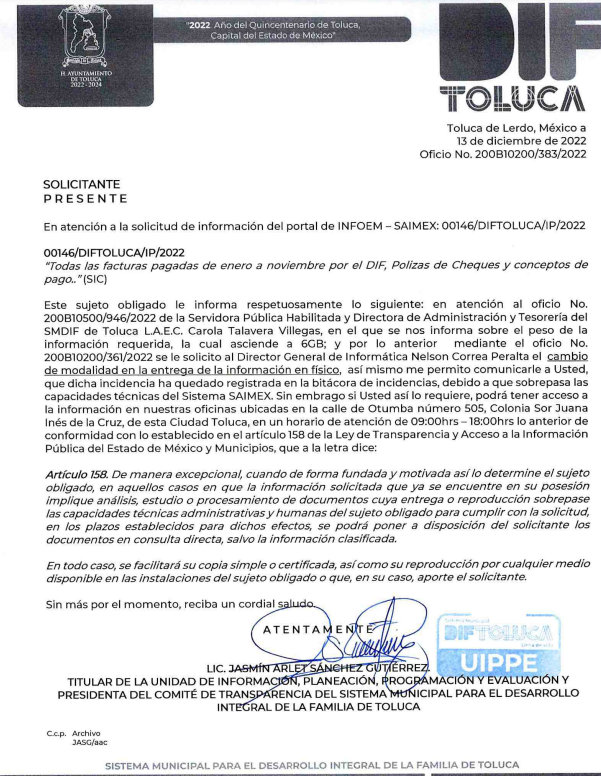 H. AYUNTAMIENTO
DE TOLUCA
2022 - 2024
"2022. Año del Quincentenario de Toluca,
Capital del Estado de México"
DIF
TOLUCA
Toluca de Lerdo, México a
13 de diciembre de 2022
Oficio No. 200B10200/383/2022
SOLICITANTE
P R E S E N T E
En atención a la solicitud de información del portal de INFOEM – SAIMEX: 00146/DIFTOLUCA/IP/2022
00146/DIFTOLUCA/IP/2022
"Todas las facturas pagadas de enero a noviembre por el DIF, Polizas de Cheques y conceptos de
pago.." (SIC)
Este sujeto obligado le informa respetuosamente lo siguiente: en atención al oficio No.
200B10500/946/2022 de la Servidora Pública Habilitada y Directora de Administración y Tesorería del
SMDIF de Toluca L.A.E.C. Carola Talavera Villegas, en el que se nos informa sobre el peso de la
información requerida, la cual asciende a 6GB; y por lo anterior mediante el oficio No.
200B10200/361/2022 se le solicito al Director General de Informática Nelson Correa Peralta el cambio
de modalidad en la entrega de la información en físico, así mismo me permito comunicarle a Usted,
que dicha incidencia ha quedado registrada en la bitácora de incidencias, debido a que sobrepasa las
capacidades técnicas del Sistema SAIMEX. Sin embrago si Usted así lo requiere, podrá tener acceso a
la información en nuestras oficinas ubicadas en la calle de Otumba número 505, Colonia Sor Juana
Inés de la Cruz, de esta Ciudad Toluca, en un horario de atención de 09:00hrs – 18:00hrs lo anterior de
conformidad con lo establecido en el artículo 158 de la Ley de Transparencia y Acceso a la Información
Pública del Estado de México y Municipios, que a la letra dice:
Artículo 158. De manera excepcional, cuando de forma fundada y motivada así lo determine el sujeto
obligado, en aquellos casos en que la información solicitada que ya se encuentre en su posesión
implique análisis, estudio o procesamiento de documentos cuya entrega o reproducción sobrepase
las capacidades técnicas administrativas y humanas del sujeto obligado para cumplir con la solicitud,
en los plazos establecidos para dichos efectos, se podrá poner a disposición del solicitante los
documentos en consulta directa, salvo la información clasificada.
En todo caso, se facilitará su copia simple o certificada, así como su reproducción por cualquier medio
disponible en las instalaciones del sujeto obligado o que, en su caso, aporte el solicitante.
Sin más por el momento, reciba un cordial saludo.
A T E N T A M E N T E
DIF TOLUCA
UIPPE
LIC. JASMÍN ARLET SÁNCHEZ GUTIÉRREZ.
TITULAR DE LA UNIDAD DE INFORMACIÓN, PLANEACIÓN, PROGRAMACIÓN Y EVALUACIÓN Y
PRESIDENTA DEL COMITÉ DE TRANSPARENCIA DEL SISTEMA MUNICIPAL PARA EL DESARROLLO
INTEGRAL DE LA FAMILIA DE TOLUCA
C.c.p. Archivo
JASG/aac
SISTEMA MUNICIPAL PARA EL DESARROLLO INTEGRAL DE LA FAMILIA DE TOLUCA